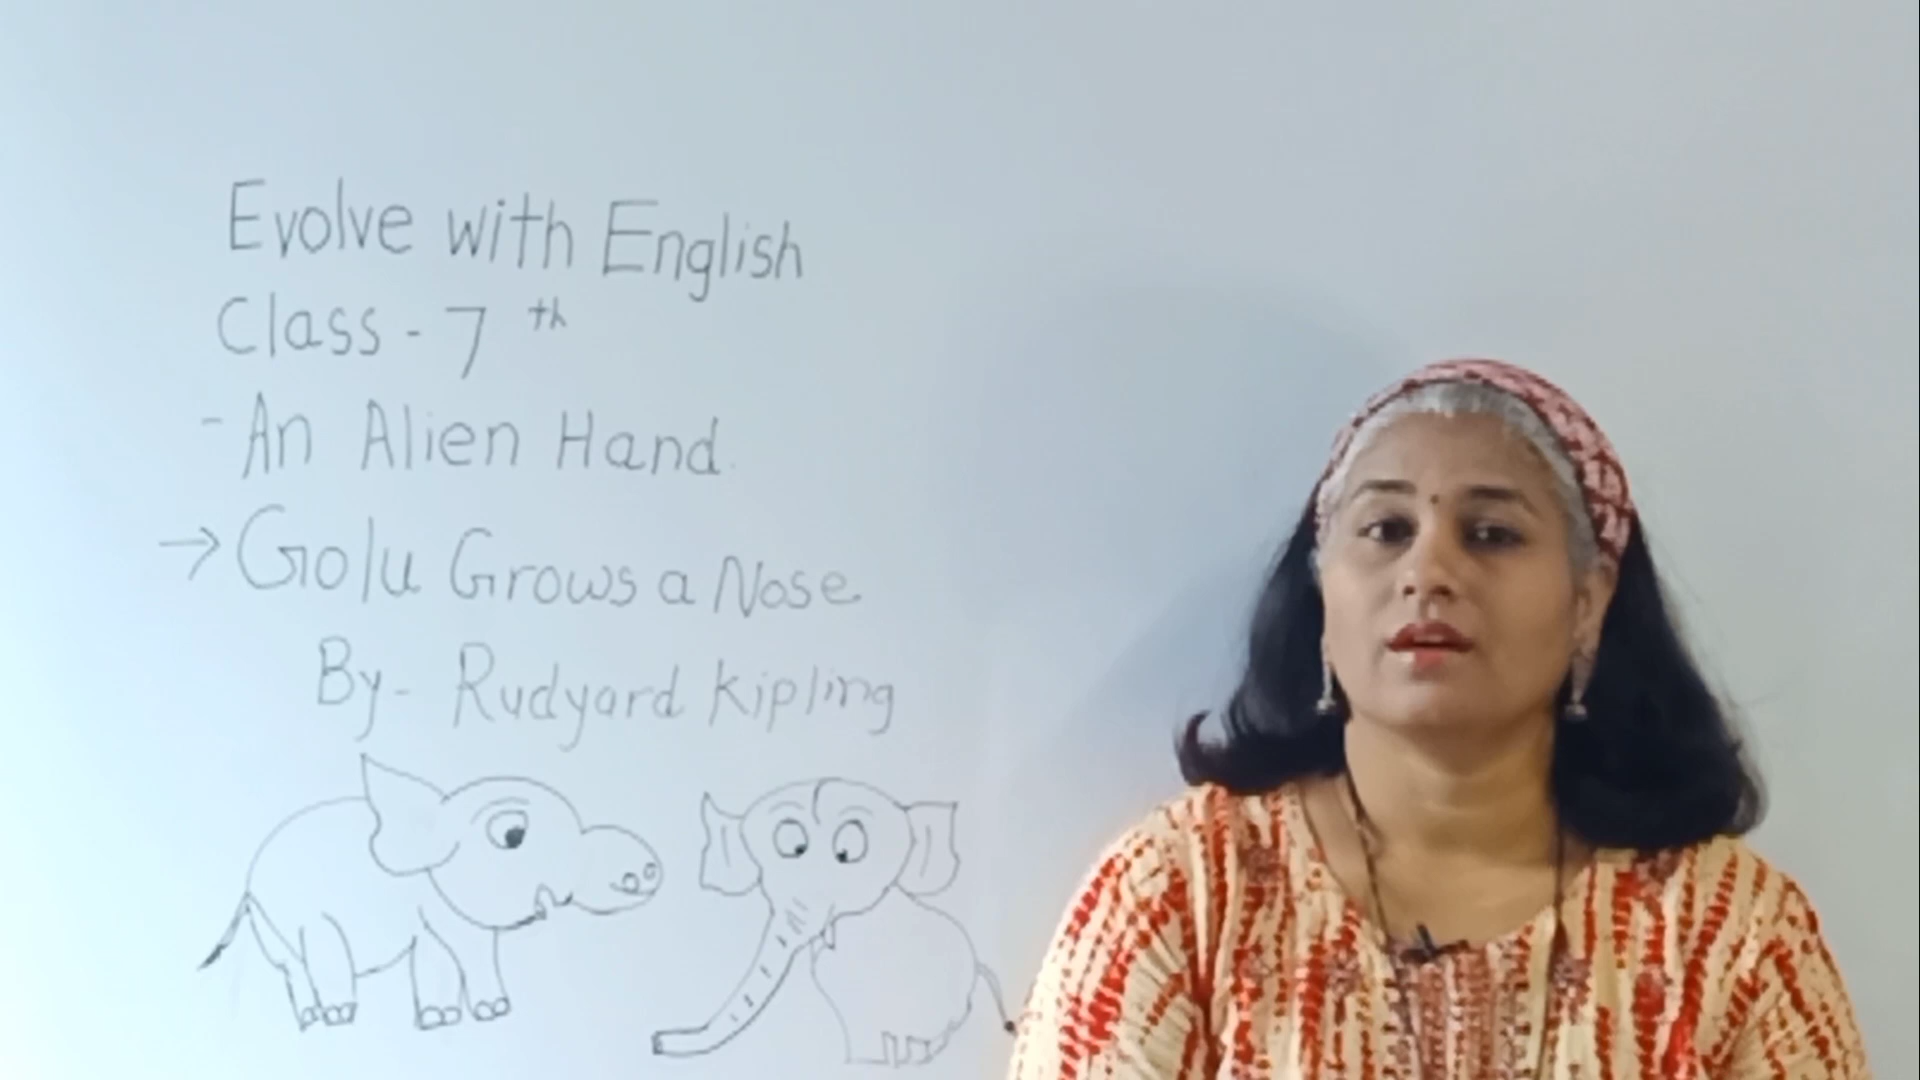 Evolve with English
Class - 7th
- An Alien Hand.
→ Golu Grows a Nose
By- Rudyard Kipling